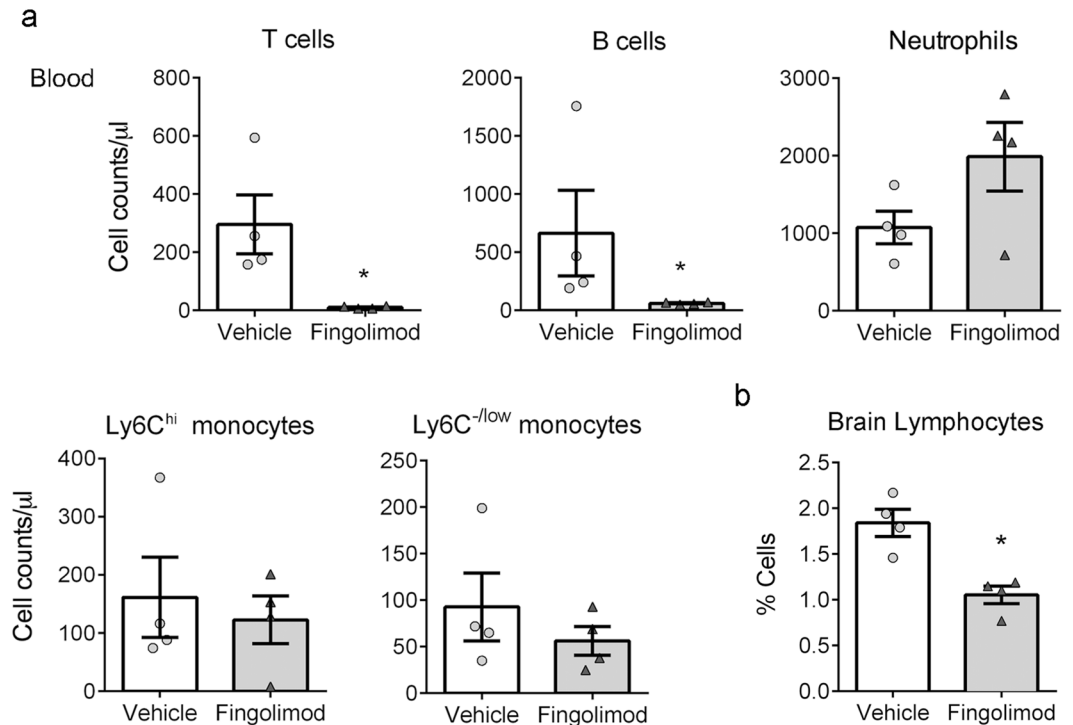 a
T cells
B cells
Neutrophils
Blood
Cell counts/µl
800
600
400
200
0
*
Vehicle Fingolimod
2000
1500
1000
500
0
*
Vehicle Fingolimod
3000
2000
1000
0
Vehicle Fingolimod
Ly6Chi monocytes
Ly6C-/low monocytes
Cell counts/µl
400
300
200
100
0
Vehicle Fingolimod
250
200
150
100
50
0
Vehicle Fingolimod
b
Brain Lymphocytes
% Cells
2.5
2.0
1.5
1.0
0.5
0.0
*
Vehicle Fingolimod